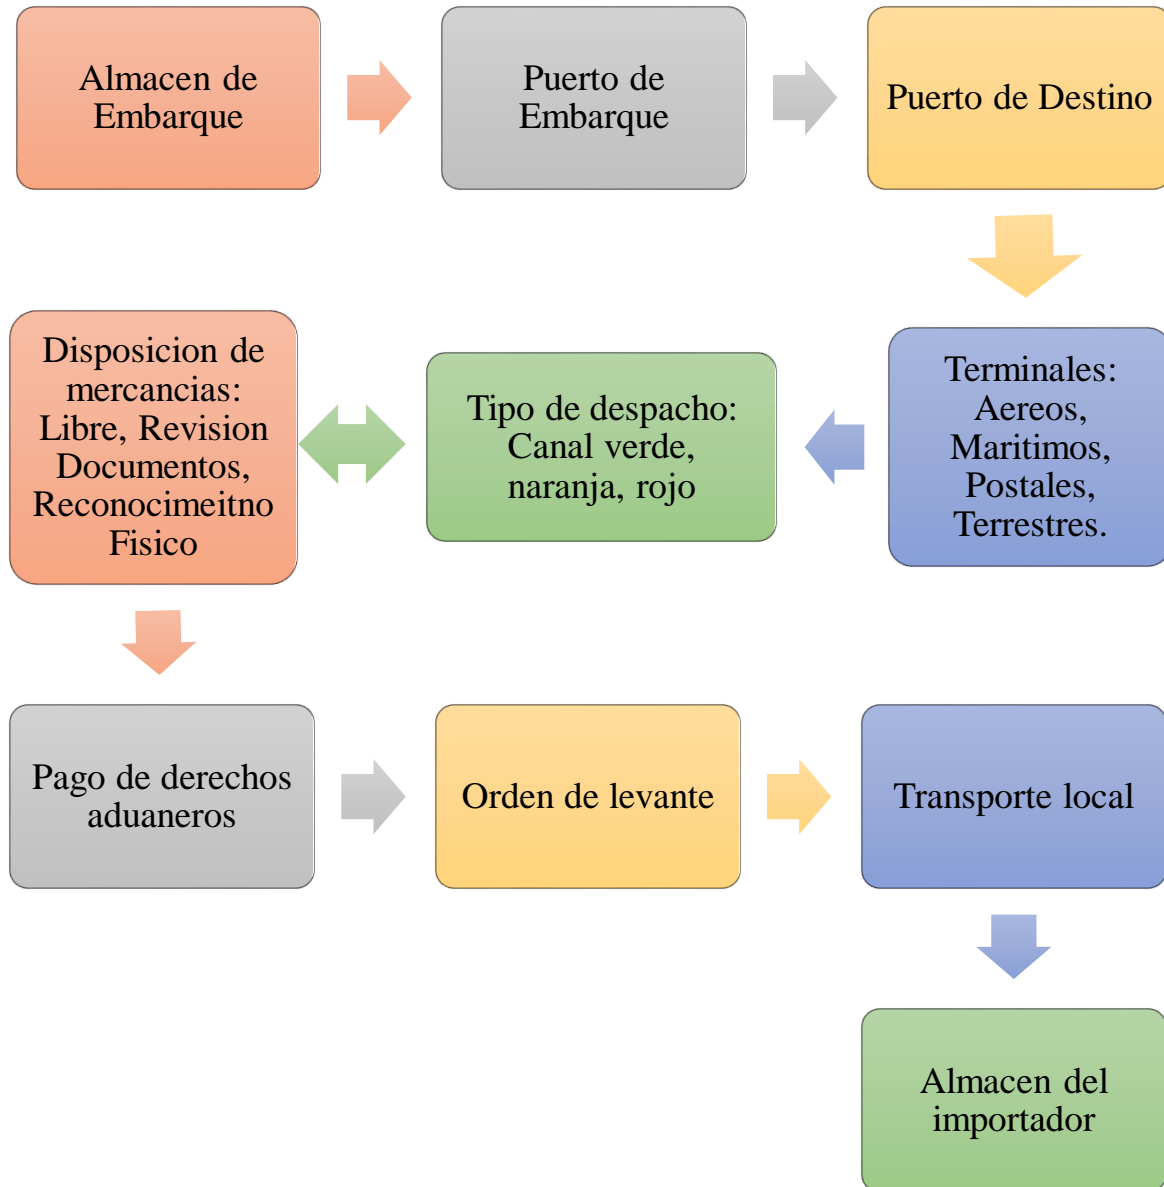 Almacen de
Embarque
Puerto de
Embarque
Puerto de Destino
Terminales:
Aereos,
Maritimos,
Postales,
Terrestres.
Tipo de despacho:
Canal verde,
naranja, rojo
Disposicion de
mercancias:
Libre, Revision
Documentos,
Reconocimeitno
Fisico
Pago de derechos
aduaneros
Orden de levante
Transporte local
Almacen del
importador